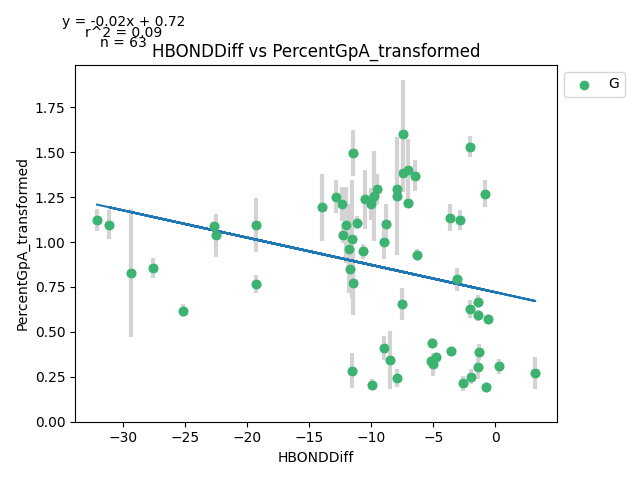 y = -0.02x + 0.72
r^2 = 0.09
n = 63
HBONDDiff vs PercentGpA_transformed
G
1.75
1.50
1.25
1.00
0.75
0.50
0.25
0.00
PercentGpA_transformed
−30 −25 −20 −15 −10 −5 0
HBONDDiff